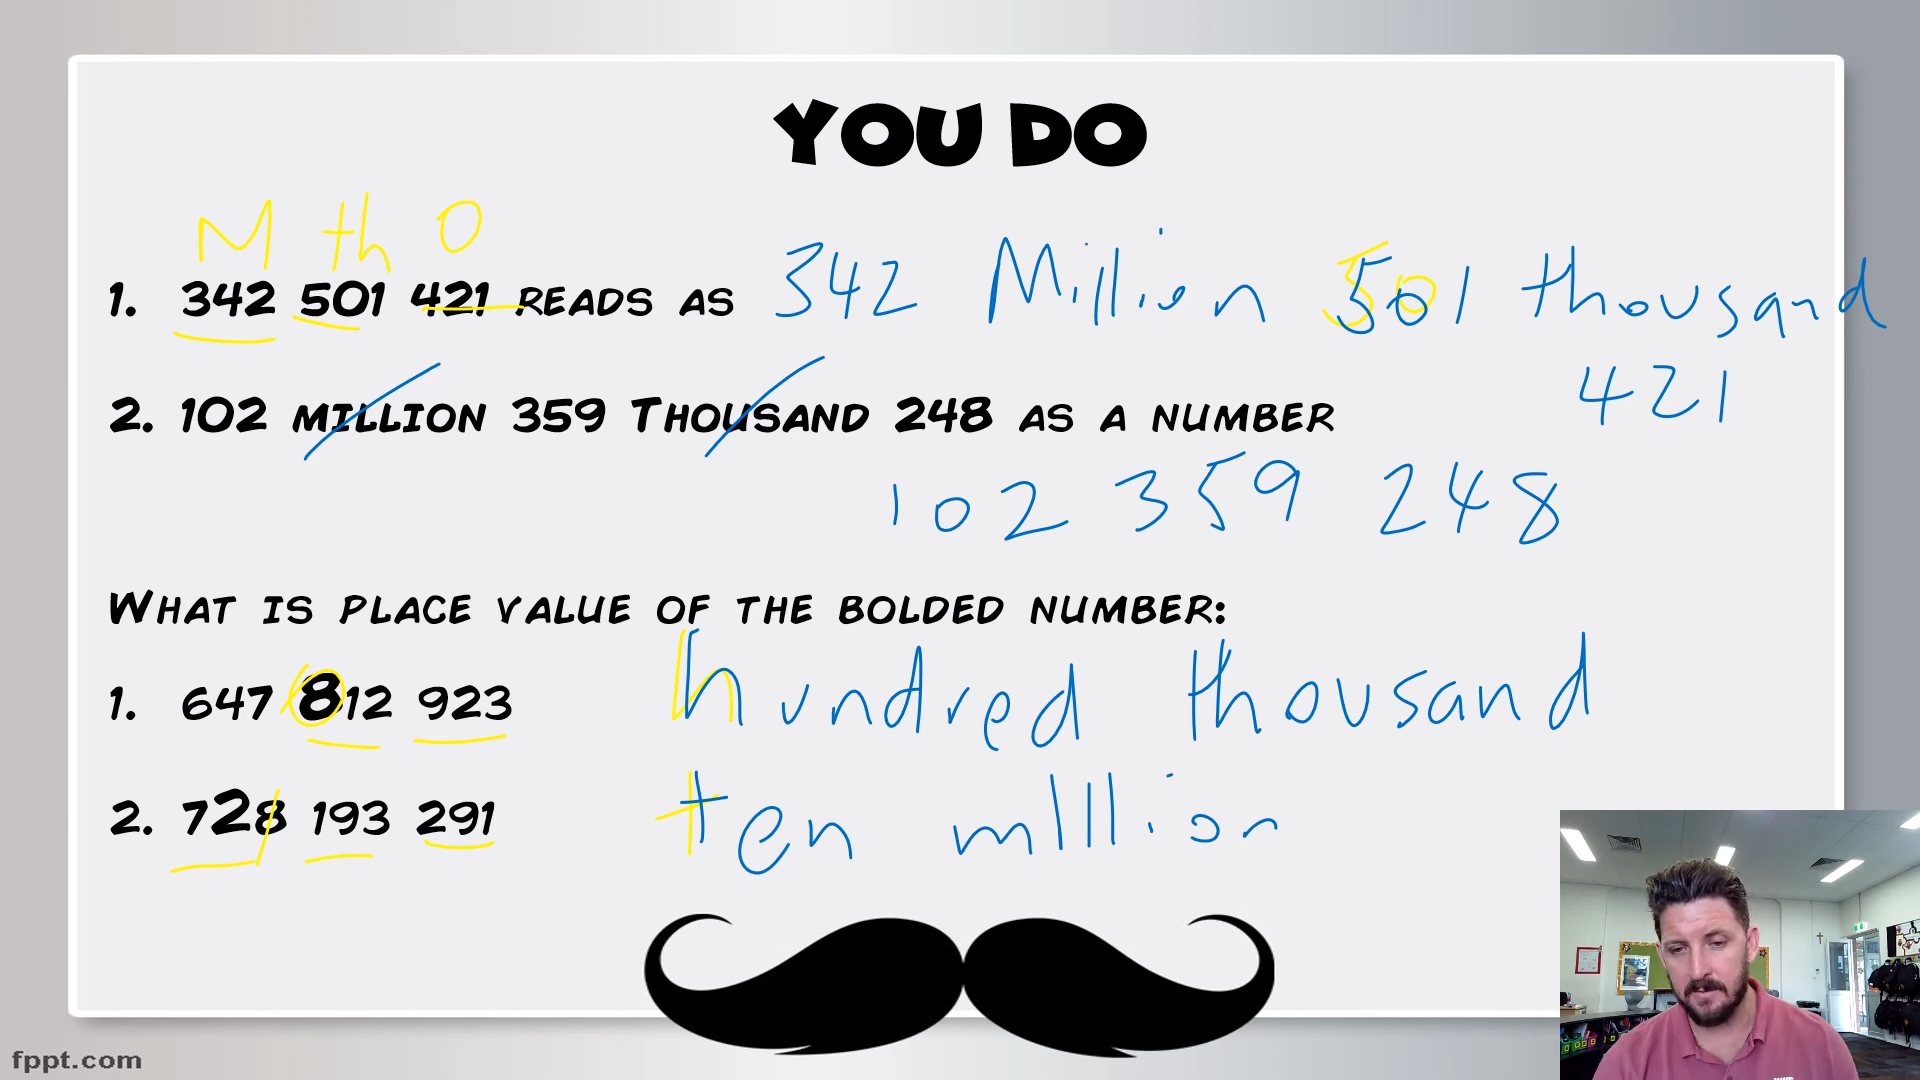 YOU DO
M th O
1. 342 501 421 READS AS 342 Million 501 thousand
421
2. 102 MILLION 359 THOUSAND 248 AS A NUMBER
102 359 248
WHAT IS PLACE VALUE OF THE BOLDED NUMBER:
1. 647 812 923 hundred thousand
2. 728 193 291 ten mlllion
fppt.com